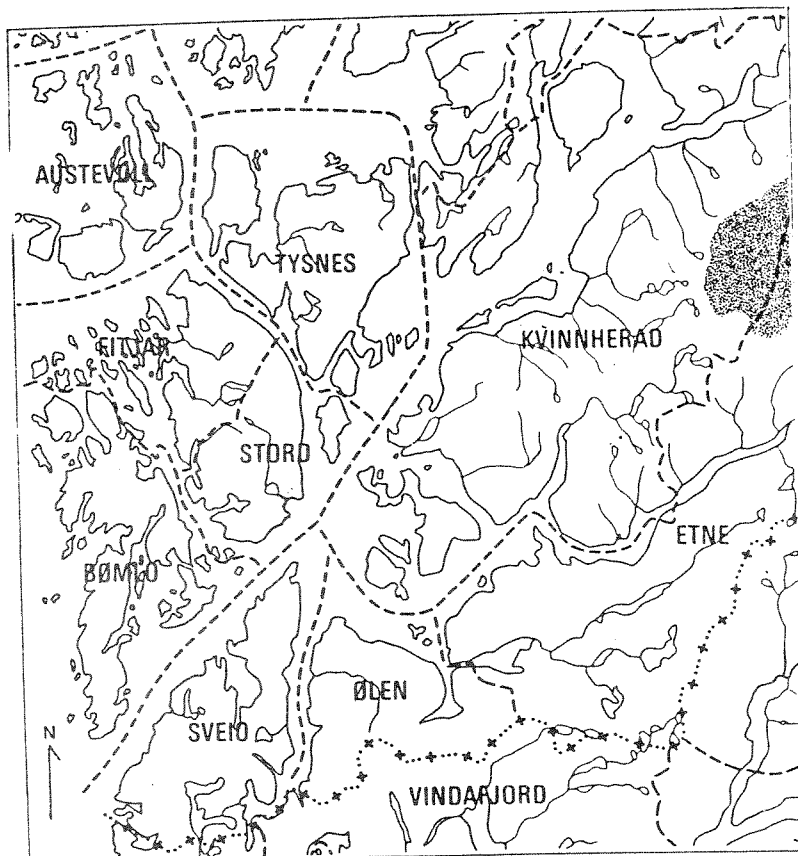 AUSTEVOLL
TYSNES
FITJAR
KVINNHERAD
STORD
ETNE
BØMLO
ØLEN
SVEIO
N
VINDAFJORD